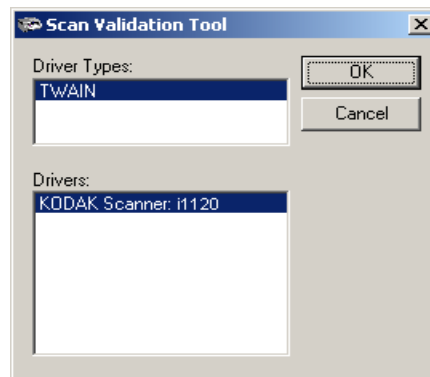 Scan Validation Tool
Driver Types:
TWAIN
OK
Cancel
Drivers:
KODAK Scanner: i1120